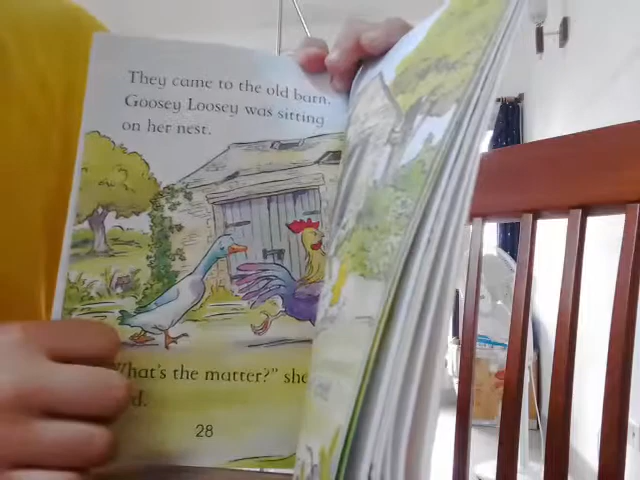 They came to the old barn.
Goosey Loosey was sitting
on her nest.
"What's the matter?" she
28